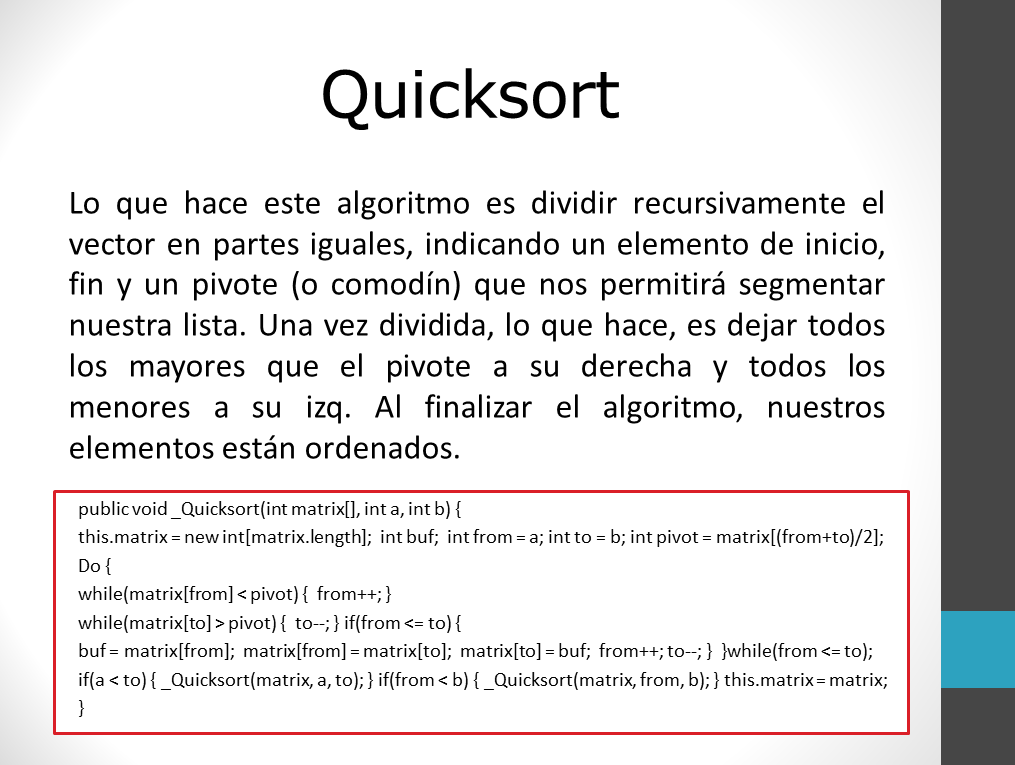 Quicksort
Lo que hace este algoritmo es dividir recursivamente el
vector en partes iguales, indicando un elemento de inicio,
fin y un pivote (o comodín) que nos permitirá segmentar
nuestra lista. Una vez dividida, lo que hace, es dejar todos
los mayores que el pivote a su derecha y todos los
menores a su izq. Al finalizar el algoritmo, nuestros
elementos están ordenados.
public void _Quicksort(int matrix[], int a, int b) {
this.matrix = new int[matrix.length]; int buf; int from = a; int to = b; int pivot = matrix[(from+to)/2];
Do {
while(matrix[from] < pivot) { from++; }
while(matrix[to] > pivot) { to--; } if(from <= to) {
buf = matrix[from]; matrix[from] = matrix[to]; matrix[to] = buf; from++; to--; } }while(from <= to);
if(a < to) { _Quicksort(matrix, a, to); } if(from < b) { _Quicksort(matrix, from, b); } this.matrix = matrix;
}